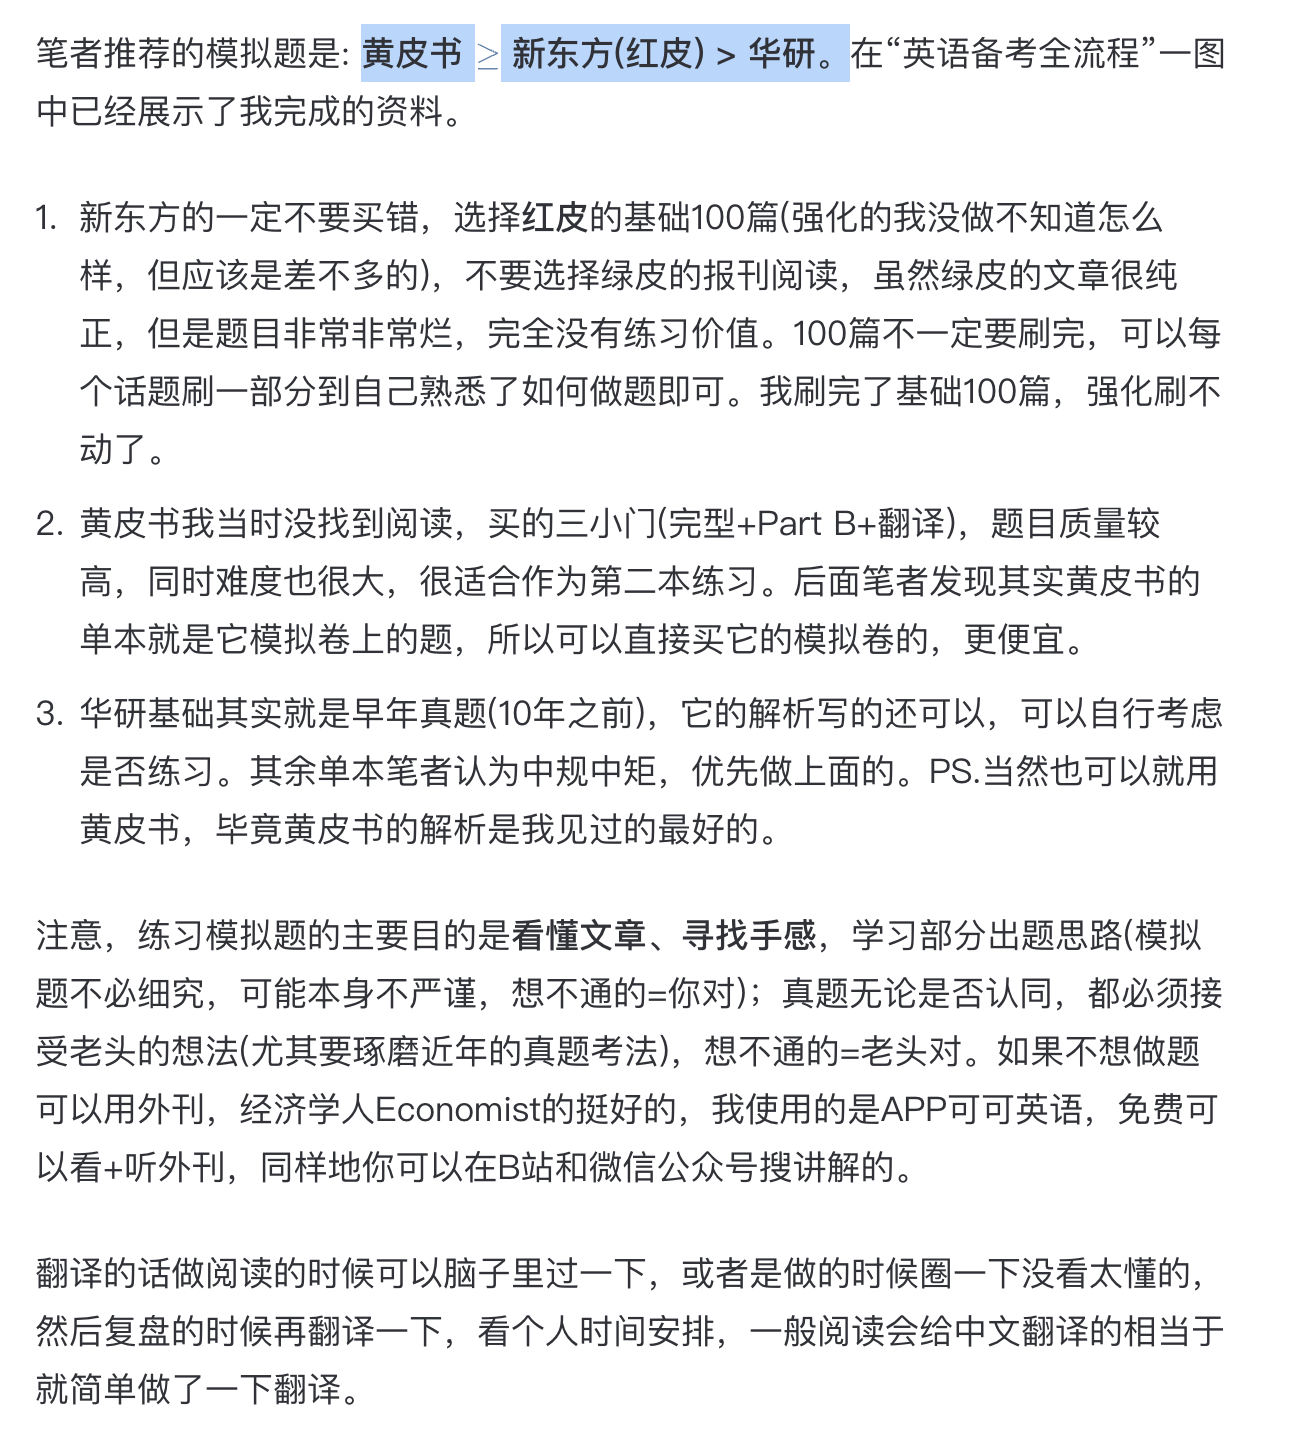 笔者推荐的模拟题是: 黄皮书 ≥ 新东方(红皮) > 华研。在“英语备考全流程”一图
中已经展示了我完成的资料。
1. 新东方的一定不要买错，选择红皮的基础100篇(强化的我没做不知道怎么
样，但应该是差不多的)，不要选择绿皮的报刊阅读，虽然绿皮的文章很纯
正，但是题目非常非常烂，完全没有练习价值。100篇不一定要刷完，可以每
个话题刷一部分到自己熟悉了如何做题即可。我刷完了基础100篇，强化刷不
动了。
2. 黄皮书我当时没找到阅读，买的三小门(完型+Part B+翻译)，题目质量较
高，同时难度也很大，很适合作为第二本练习。后面笔者发现其实黄皮书的
单本就是它模拟卷上的题，所以可以直接买它的模拟卷的，更便宜。
3. 华研基础其实就是早年真题(10年之前)，它的解析写的还可以，可以自行考虑
是否练习。其余单本笔者认为中规中矩，优先做上面的。PS.当然也可以就用
黄皮书，毕竟黄皮书的解析是我见过的最好的。
注意，练习模拟题的主要目的是看懂文章、寻找手感，学习部分出题思路(模拟
题不必细究，可能本身不严谨，想不通的=你对)；真题无论是否认同，都必须接
受老头的想法(尤其要琢磨近年的真题考法)，想不通的=老头对。如果不想做题
可以用外刊，经济学人Economist的挺好的，我使用的是APP可可英语，免费可
以看+听外刊，同样地你可以在B站和微信公众号搜讲解的。
翻译的话做阅读的时候可以脑子里过一下，或者是做的时候圈一下没看太懂的，
然后复盘的时候再翻译一下，看个人时间安排，一般阅读会给中文翻译的相当于
就简单做了一下翻译。